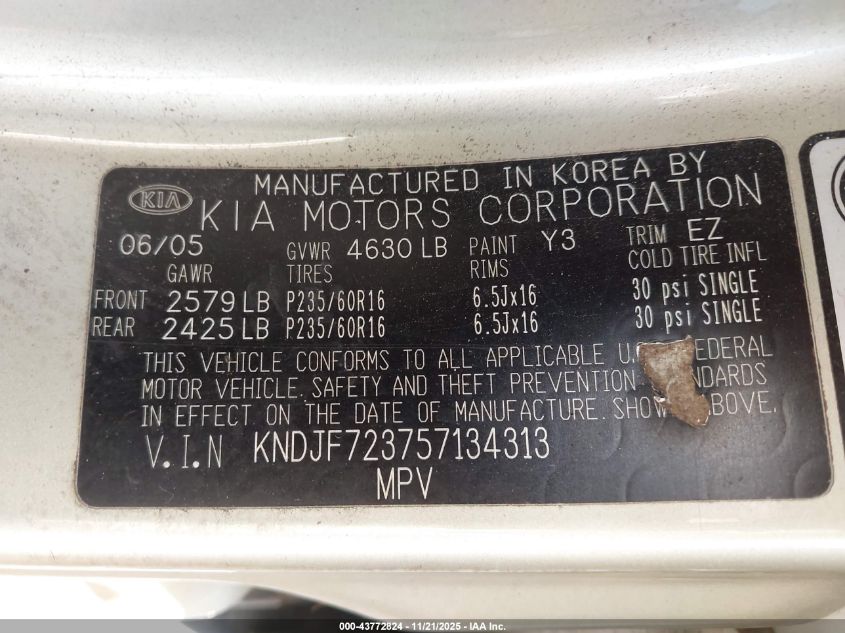 MANUFACTURED IN KOREA BY
KIA KIA MOTORS CORPORATION
06/05 GVWR 4630 LB PAINT Y3 TRIM EZ
GAWR TIRES RIMS COLD TIRE INFL
FRONT 2579 LB P235/60R16 6.5Jx16 30 psi SINGLE
REAR 2425 LB P235/60R16 6.5Jx16 30 psi SINGLE
THIS VEHICLE CONFORMS TO ALL APPLICABLE U. FEDERAL
MOTOR VEHICLE SAFETY AND THEFT PREVENTION NDARDS
IN EFFECT ON THE DATE OF MANUFACTURE SHOW ABOVE.
V.I.N KNDJF723757134313
MPV
000-43772824 - 11/21/2025 - IAA Inc.